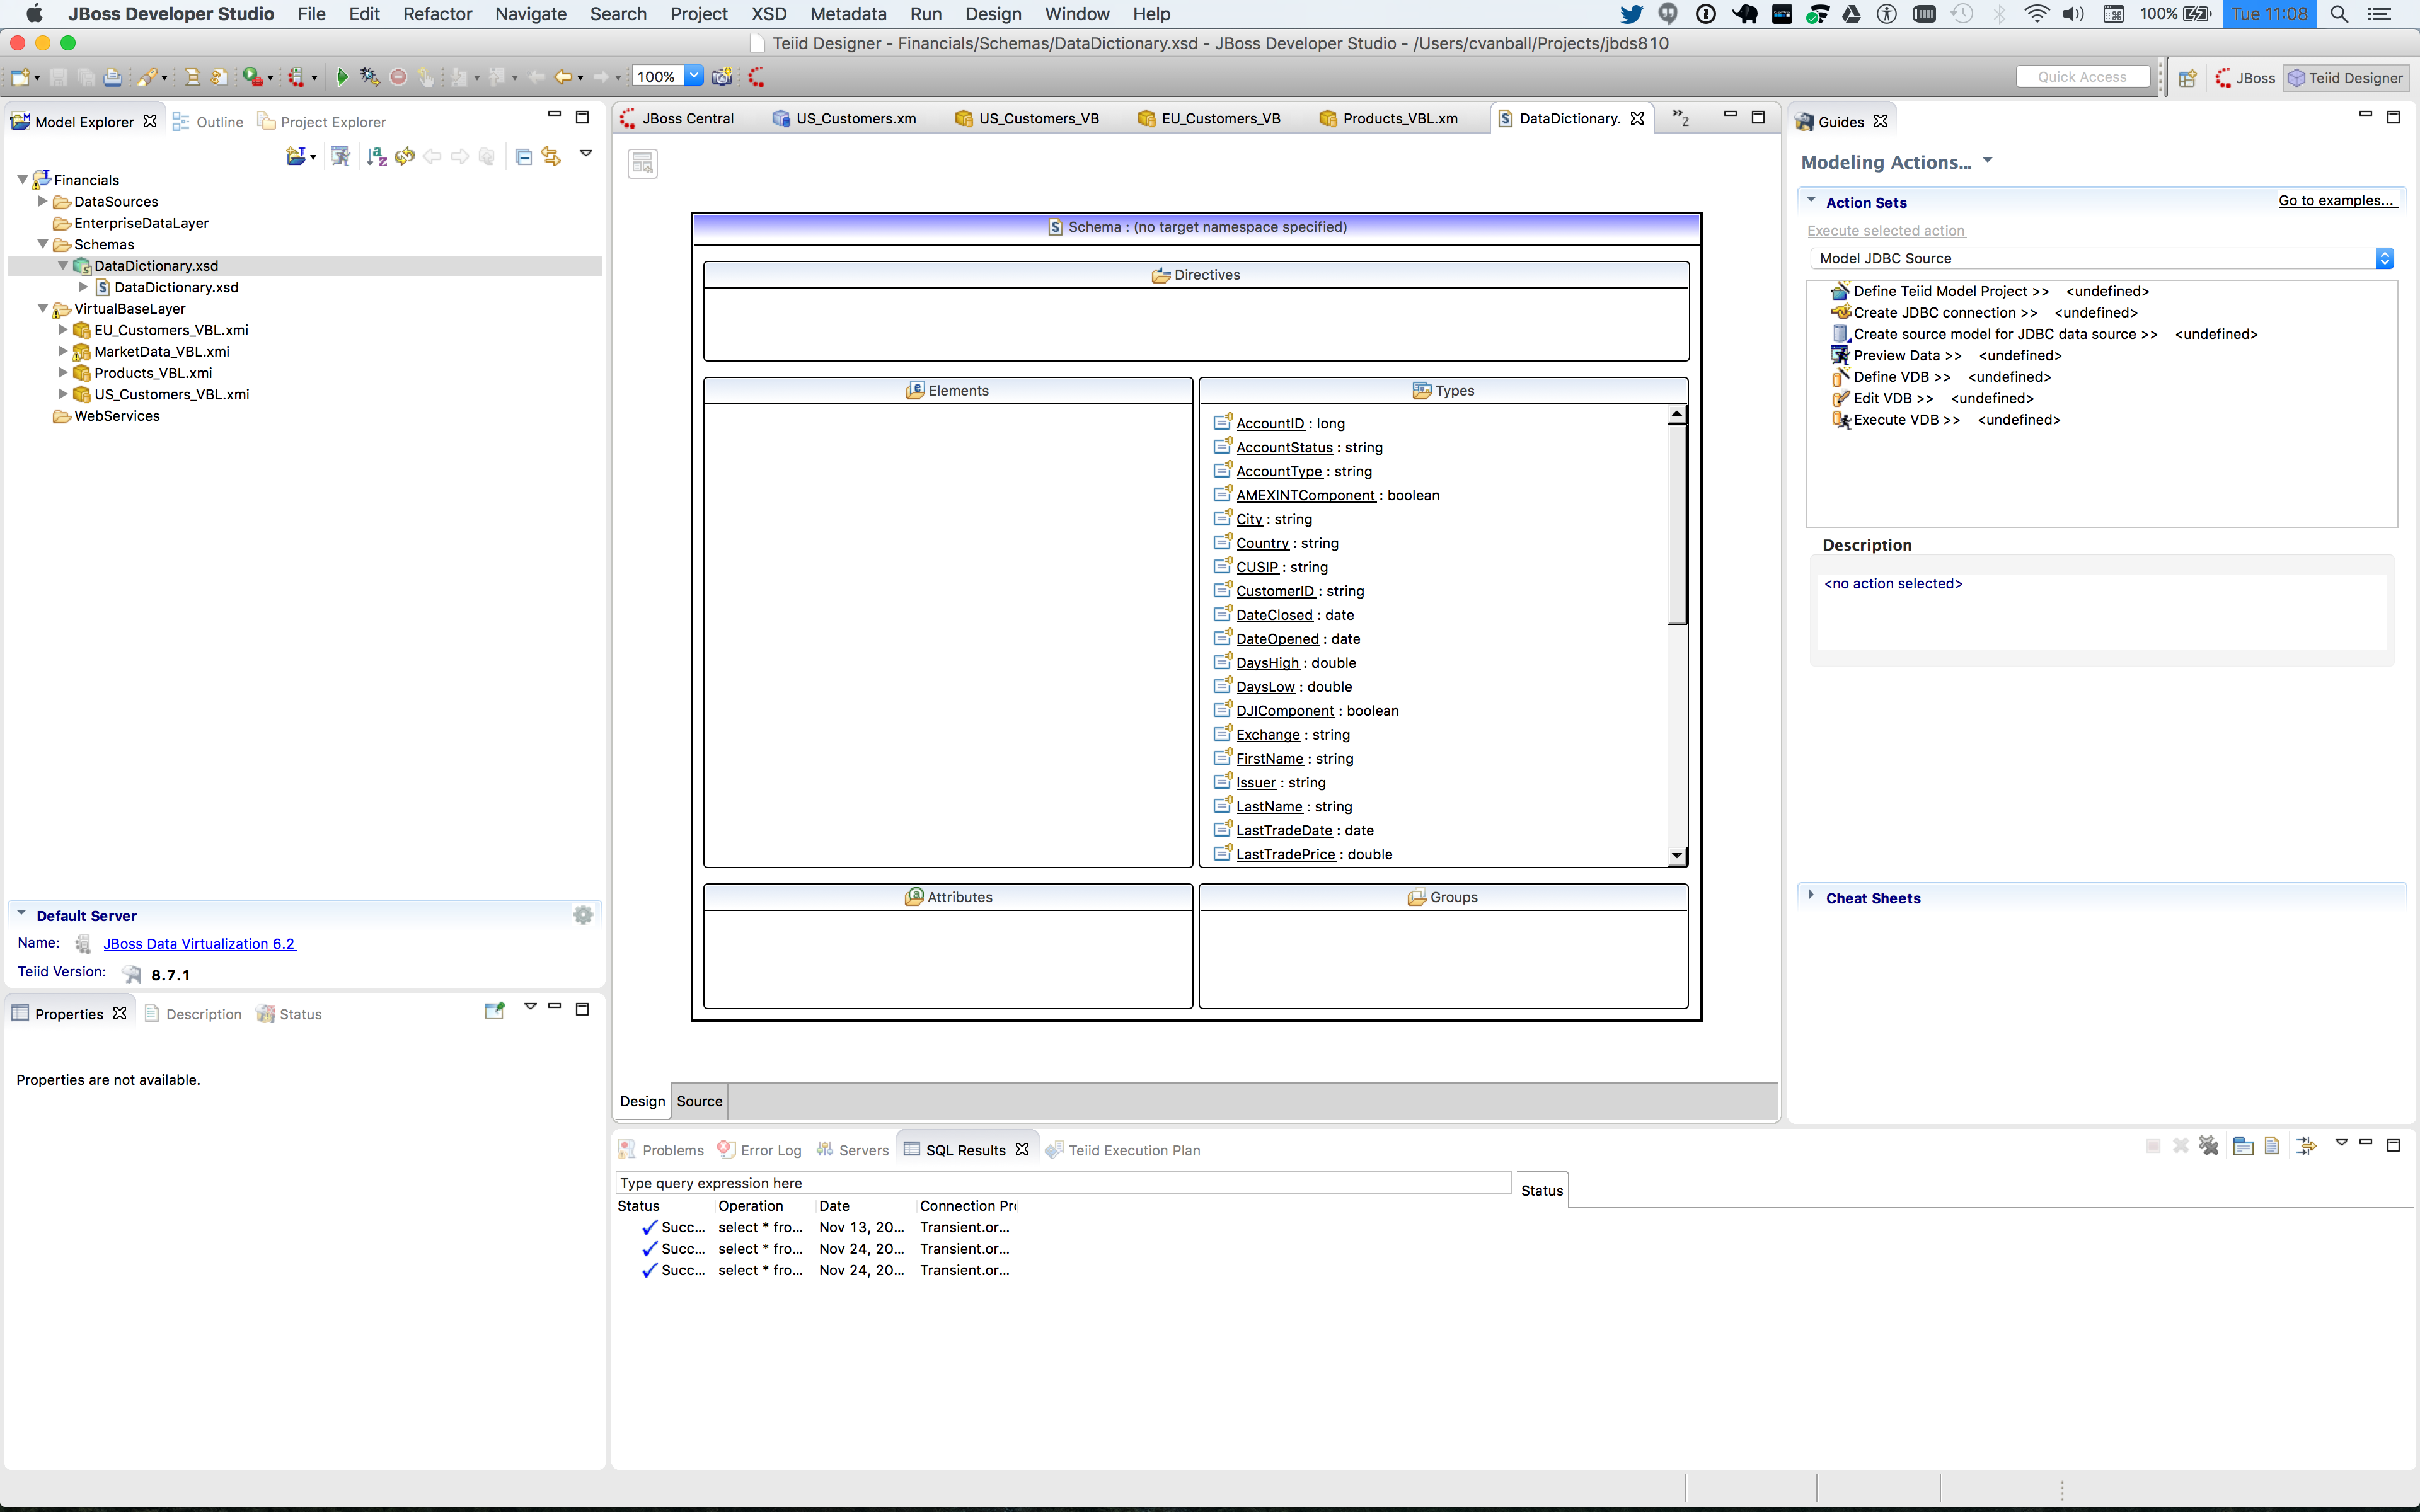 JBoss Developer Studio File Edit Refactor Navigate Search Project XSD Metadata Run Design Window Help 100% Tue 11:08
Teiid Designer - Financials/Schemas/DataDictionary.xsd - JBoss Developer Studio - /Users/cvanball/Projects/jbds810
100% Quick Access JBoss Teiid Designer
Model Explorer Outline Project Explorer
Financials
DataSources
EnterpriseDataLayer
Schemas
DataDictionary.xsd
DataDictionary.xsd
VirtualBaseLayer
EU_Customers_VBL.xmi
MarketData_VBL.xmi
Products_VBL.xmi
US_Customers_VBL.xmi
WebServices
Default Server
Name: JBoss Data Virtualization 6.2
Teiid Version: 8.7.1
Properties Description Status
Properties are not available.
JBoss Central US_Customers.xm US_Customers_VB EU_Customers_VB Products_VBL.xm DataDictionary. »2
Schema : (no target namespace specified)
Directives
Elements
Types
AccountID : long
AccountStatus : string
AccountType : string
AMEXINTComponent : boolean
City : string
Country : string
CUSIP : string
CustomerID : string
DateClosed : date
DateOpened : date
DaysHigh : double
DaysLow : double
DJIComponent : boolean
Exchange : string
FirstName : string
Issuer : string
LastName : string
LastTradeDate : date
LastTradePrice : double
Attributes
Groups
Design Source
Problems Error Log Servers SQL Results Teiid Execution Plan
Type query expression here
Status Operation Date Connection Pro
Succ... select * fro... Nov 13, 20... Transient.or...
Succ... select * fro... Nov 24, 20... Transient.or...
Succ... select * fro... Nov 24, 20... Transient.or...
Status
Guides
Modeling Actions...
Action Sets Go to examples...
Execute selected action
Model JDBC Source
Define Teiid Model Project >> <undefined>
Create JDBC connection >> <undefined>
Create source model for JDBC data source >> <undefined>
Preview Data >> <undefined>
Define VDB >> <undefined>
Edit VDB >> <undefined>
Execute VDB >> <undefined>
Description
<no action selected>
Cheat Sheets